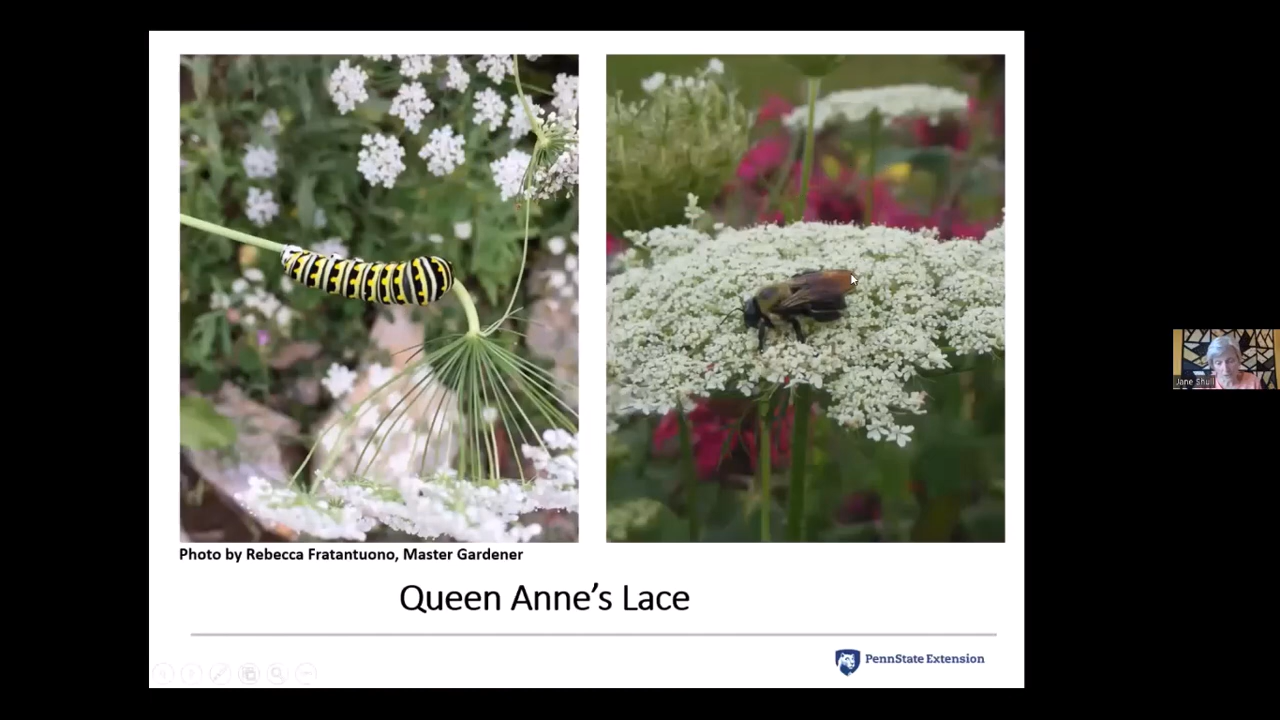 Photo by Rebecca Fratantuono, Master Gardener
Queen Anne's Lace
PennState Extension
Jane Shull